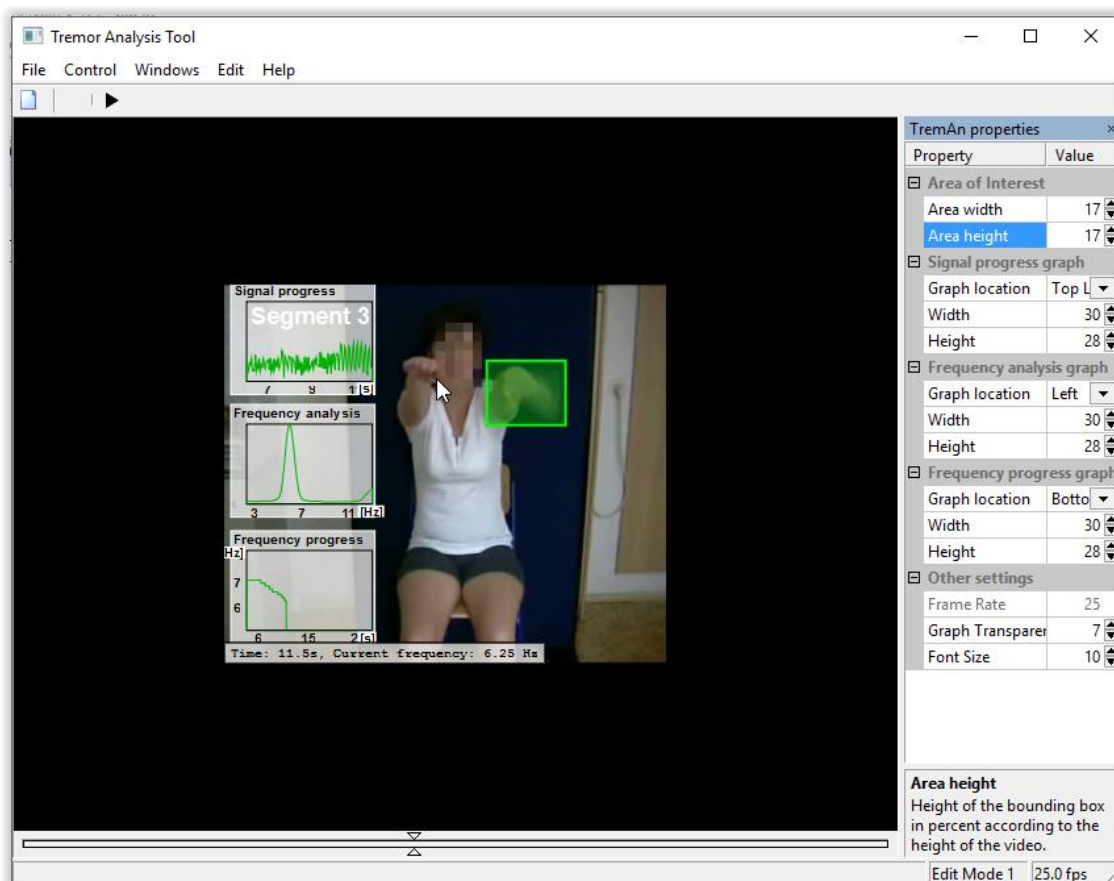 Tremor Analysis Tool
File Control Windows Edit Help
Signal progress
Segment 3
7 9 1 [s]
Frequency analysis
3 7 11 [Hz]
Frequency progress
Hz]
7
6
6 15 2 [s]
Time: 11.5s, Current frequency: 6.25 Hz
TremAn properties
Property Value
Area of Interest
Area width 17
Area height 17
Signal progress graph
Graph location Top L
Width 30
Height 28
Frequency analysis graph
Graph location Left
Width 30
Height 28
Frequency progress graph
Graph location Botto
Width 30
Height 28
Other settings
Frame Rate 25
Graph Transparer 7
Font Size 10
Area height
Height of the bounding box
in percent according to the
height of the video.
Edit Mode 1 25.0 fps